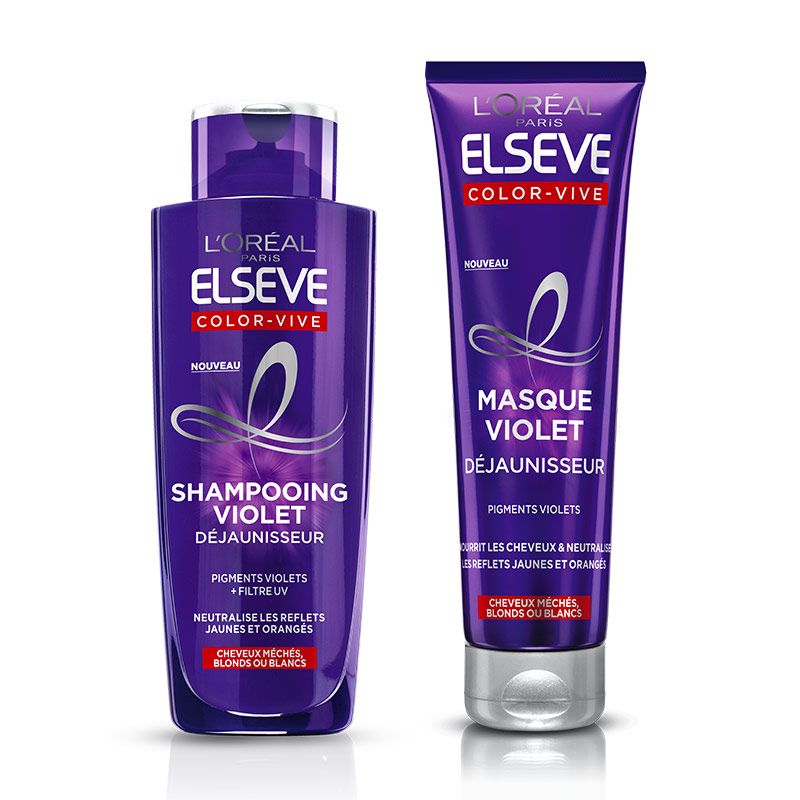 L'ORÉAL
PARIS
ELSEVE
COLOR-VIVE
NOUVEAU
SHAMPOOING
VIOLET
DÉJAUNISSEUR
PIGMENTS VIOLETS
+ FILTRE UV
NEUTRALISE LES REFLETS
JAUNES ET ORANGÉS
CHEVEUX MÉCHÉS,
BLONDS OU BLANCS
L'ORÉAL
PARIS
ELSEVE
COLOR-VIVE
NOUVEAU
MASQUE
VIOLET
DÉJAUNISSEUR
PIGMENTS VIOLETS
NOURRIT LES CHEVEUX & NEUTRALISE
LES REFLETS JAUNES ET ORANGÉS
CHEVEUX MÉCHÉS,
BLONDS OU BLANCS